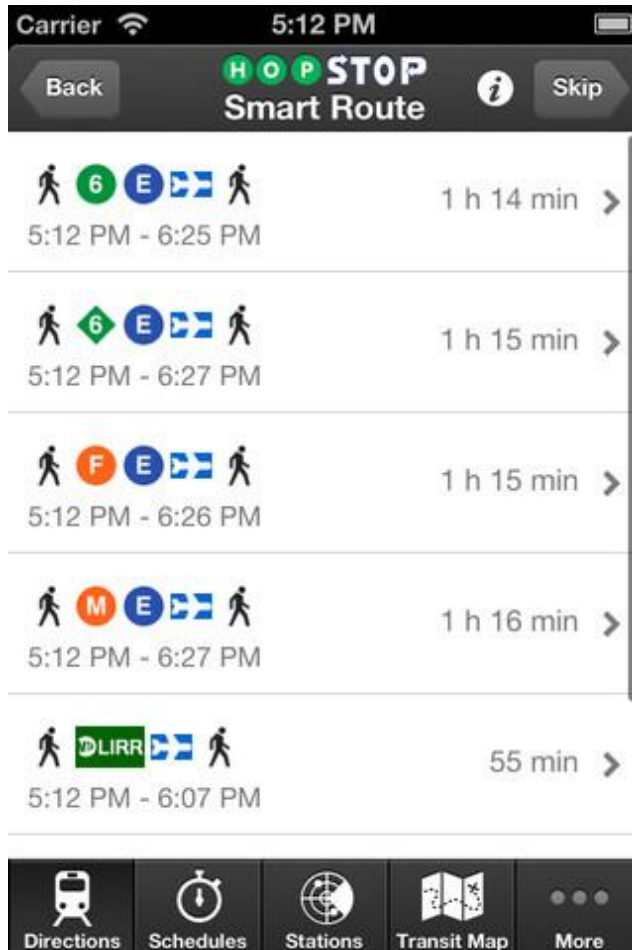 Carrier 5:12 PM
Back HOPSTOP Skip
Smart Route
6 E 1 h 14 min
5:12 PM - 6:25 PM
6 E 1 h 15 min
5:12 PM - 6:27 PM
F E 1 h 15 min
5:12 PM - 6:26 PM
M E 1 h 16 min
5:12 PM - 6:27 PM
LIRR 55 min
5:12 PM - 6:07 PM
Directions Schedules Stations Transit Map More